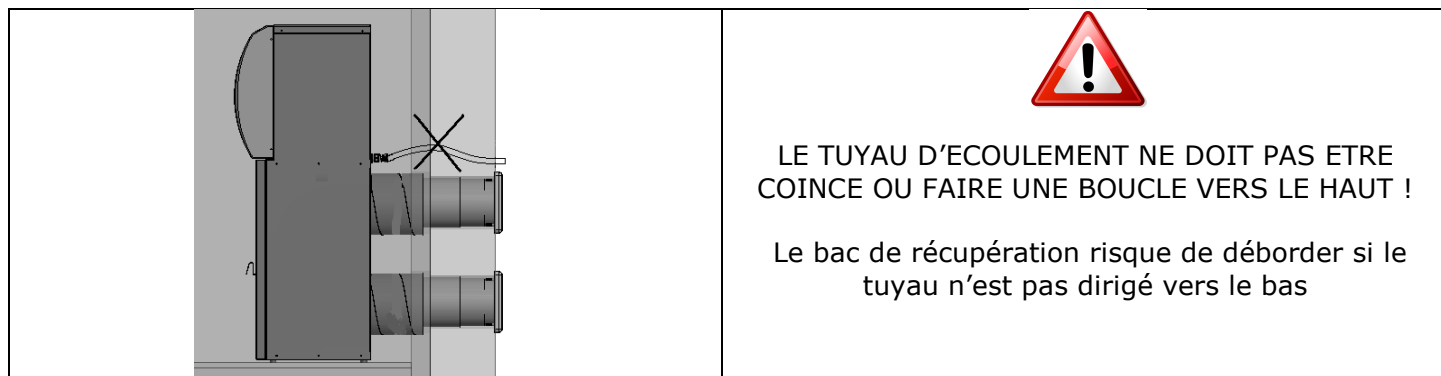 LE TUYAU D’ECOULEMENT NE DOIT PAS ETRE
COINCE OU FAIRE UNE BOUCLE VERS LE HAUT !
Le bac de récupération risque de déborder si le
tuyau n’est pas dirigé vers le bas